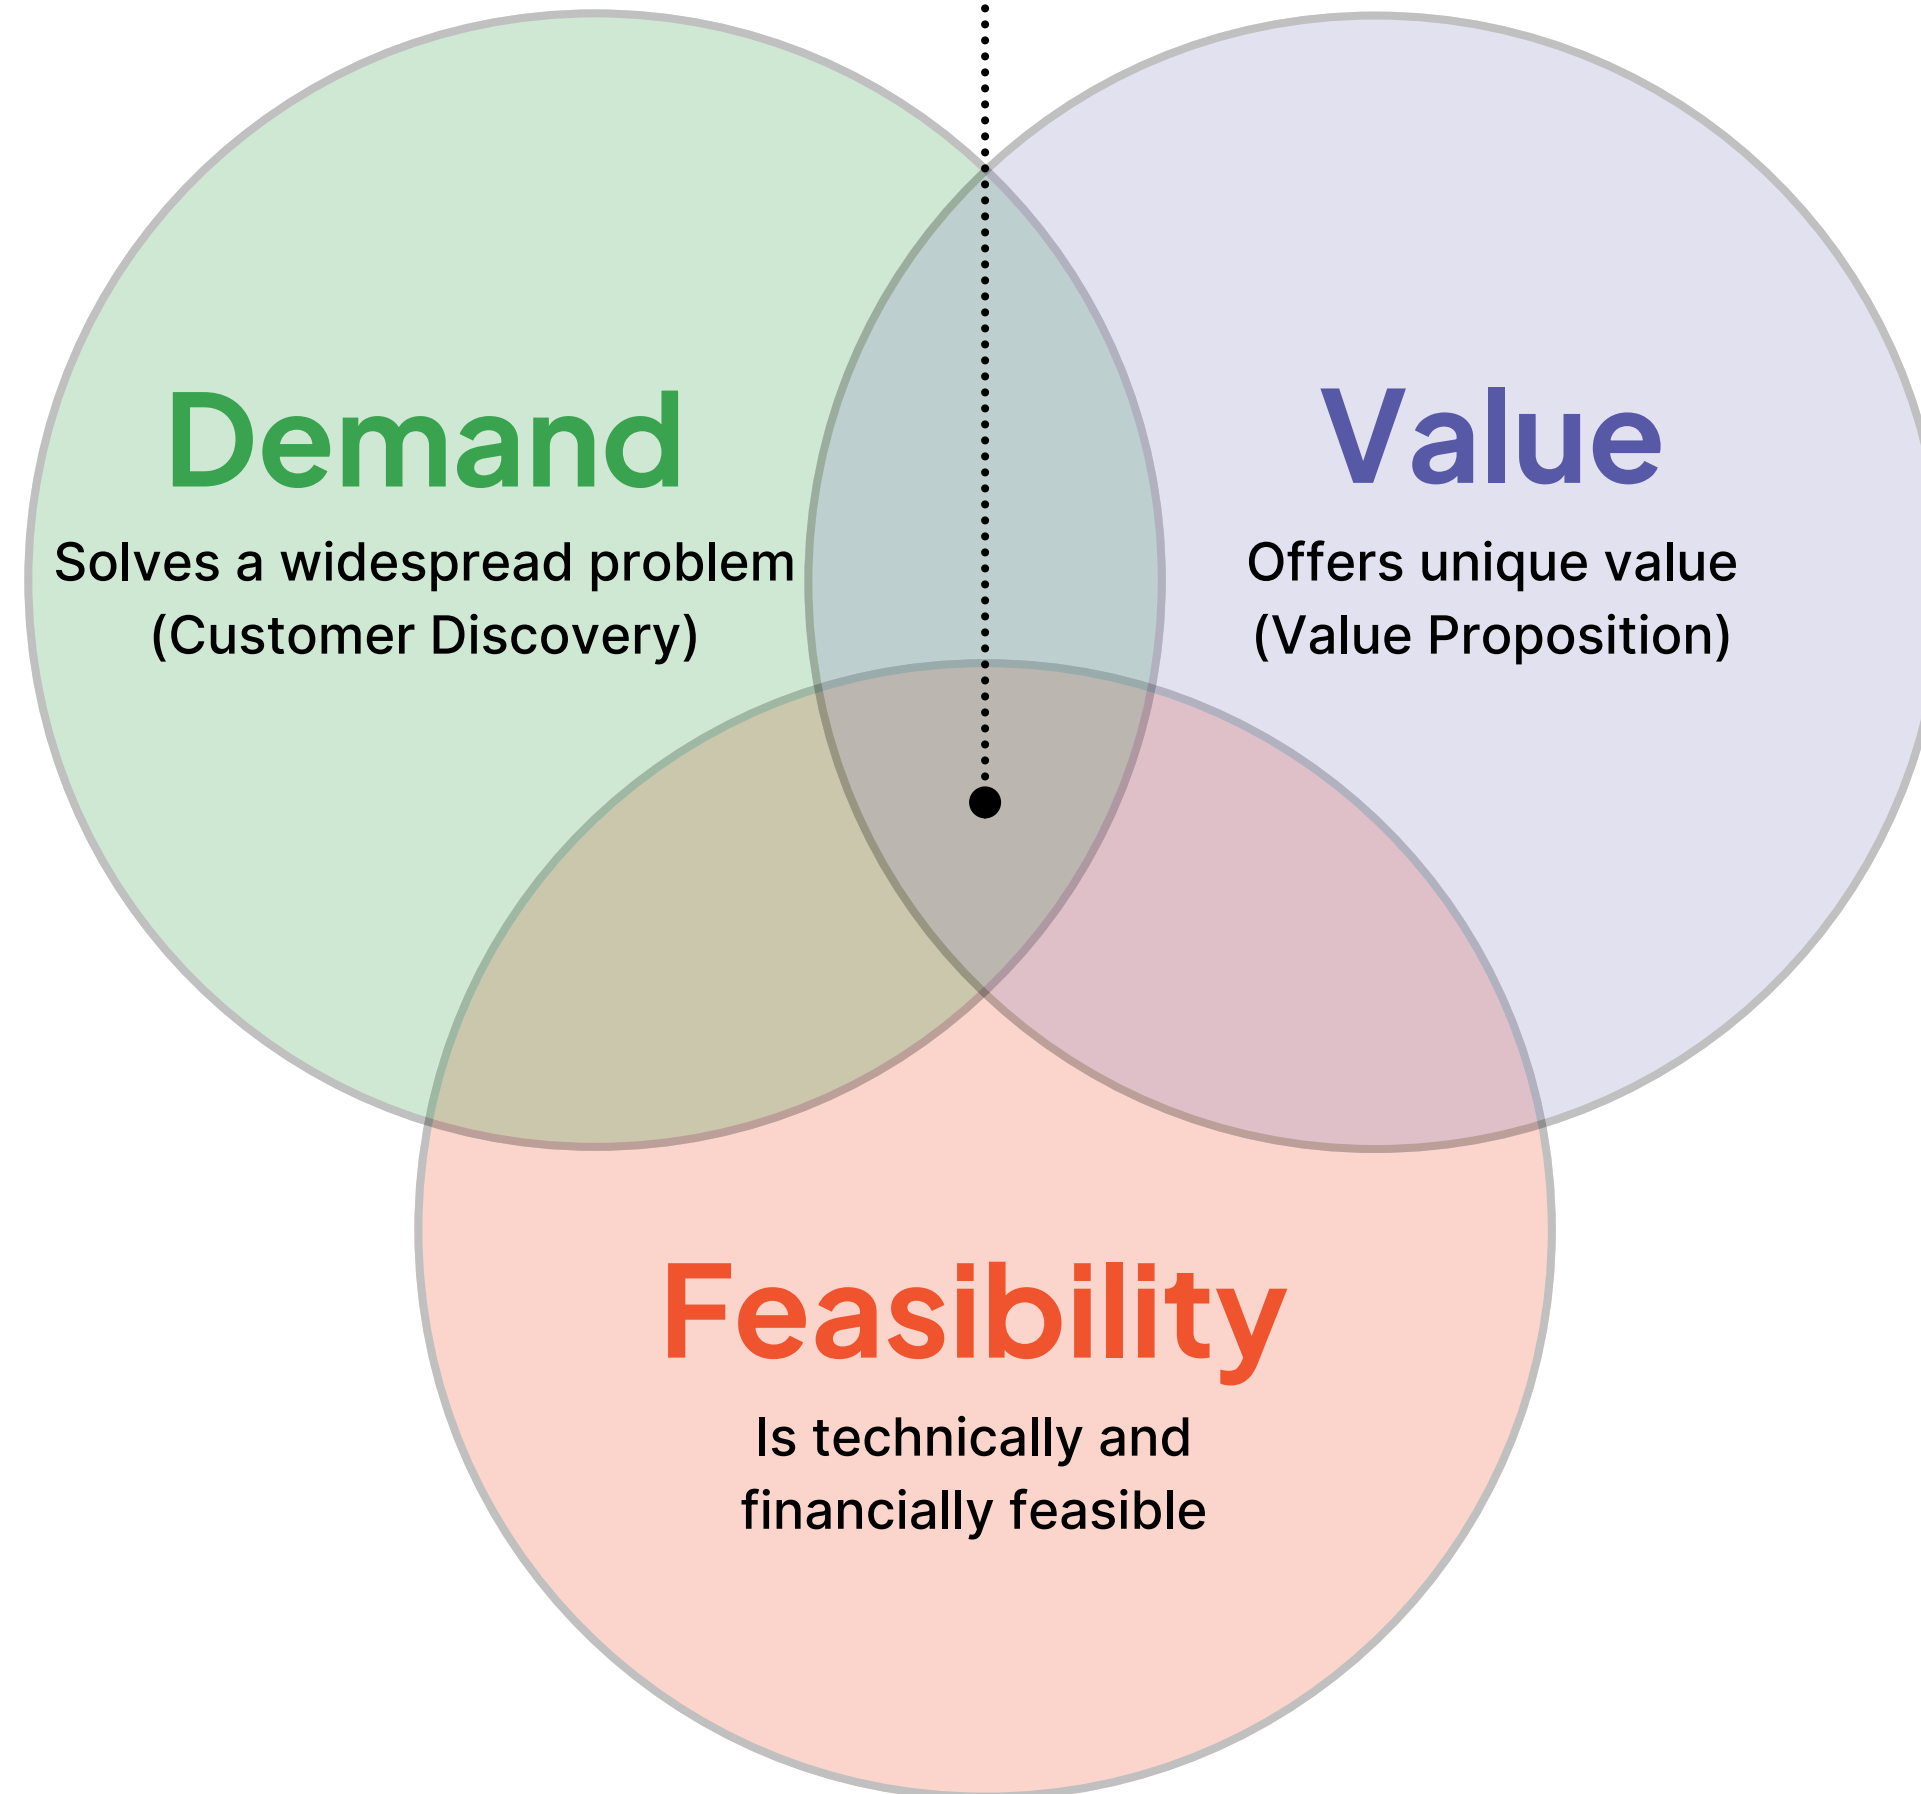 Demand
Solves a widespread problem
(Customer Discovery)
Value
Offers unique value
(Value Proposition)
Feasibility
Is technically and
financially feasible